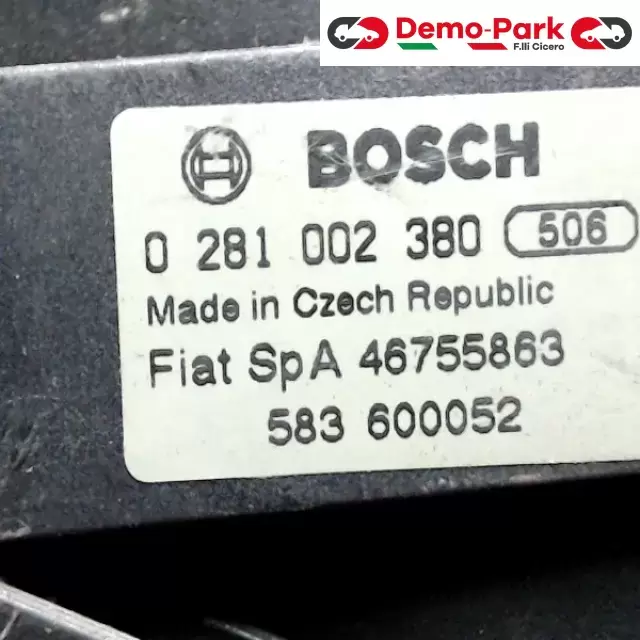 Demo-Park
F.lli Cicero
BOSCH
0 281 002 380 506
Made in Czech Republic
Fiat SpA 46755863
583 600052